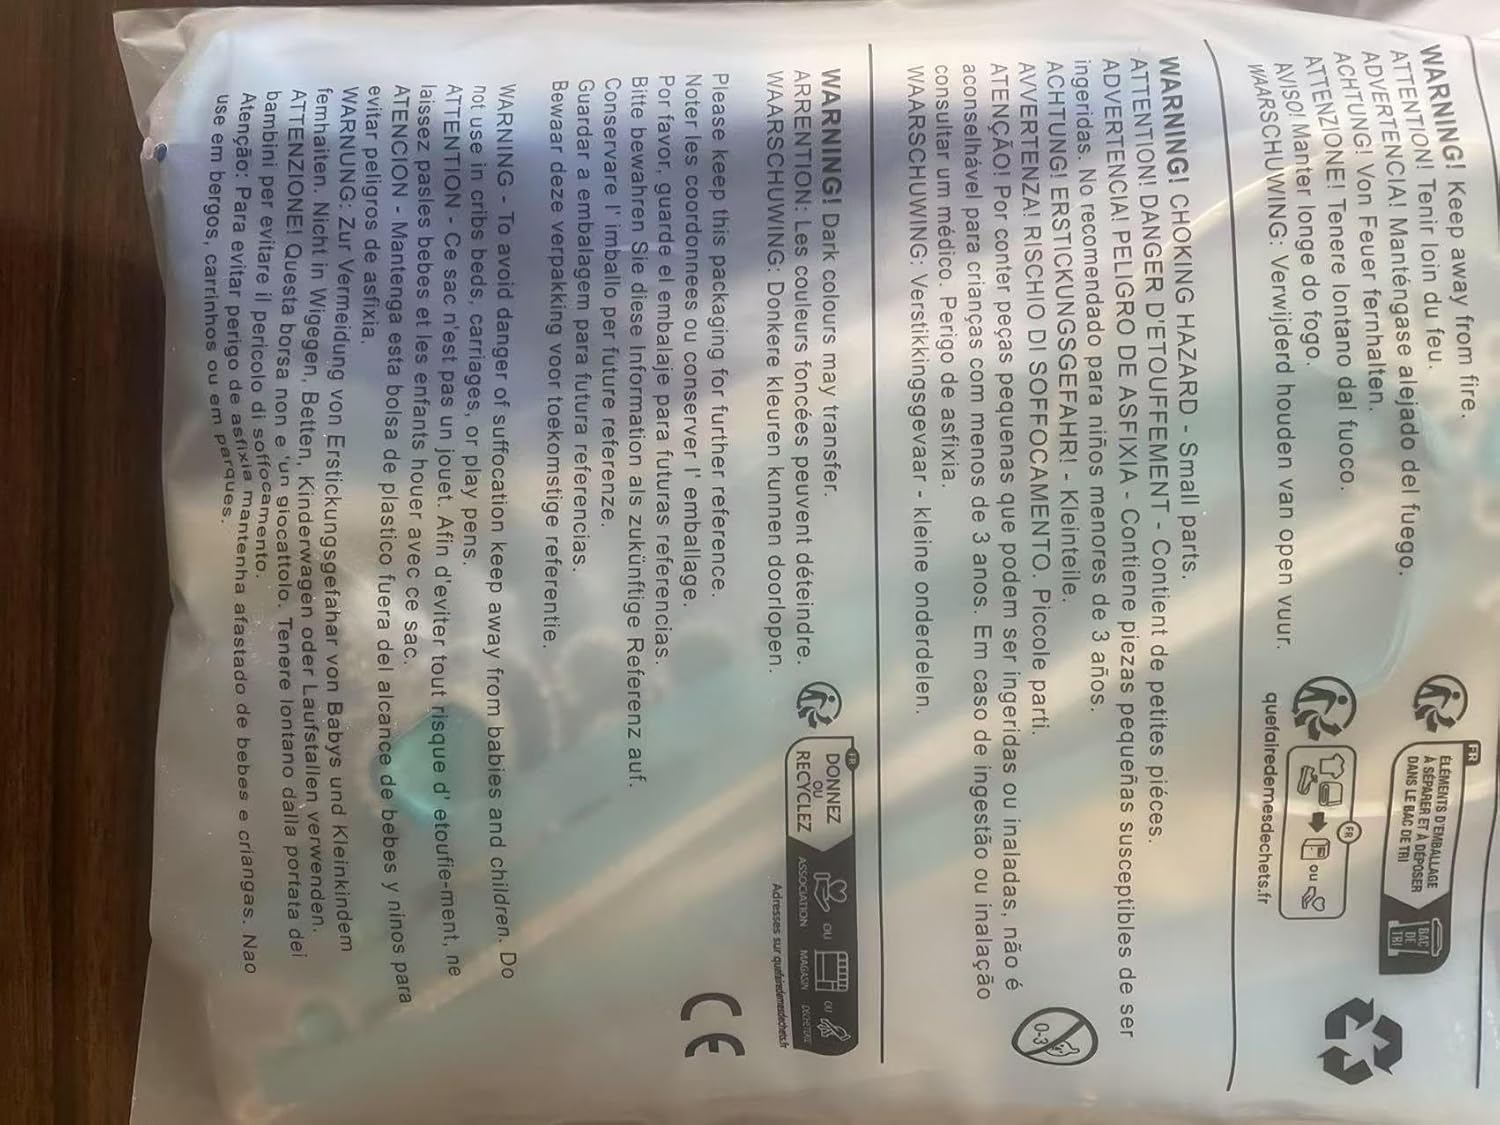 WARNING! Keep away from fire.
ATTENTION! Tenir loin du feu.
ADVERTENCIA! Manténgase alejado del fuego.
ACHTUNG! Von Feuer fernhalten.
ATTENZIONE! Tenere lontano dal fuoco.
AVISO! Manter longe do fogo.
WARSCHUWING: Verwijderd houden van open vuur.
FR
ÉLÉMENTS D'EMBALLAGE
À SÉPARER ET À DÉPOSER
DANS LE BAC DE TRI
BAC
DE
TRI
FR
ou
quefairedemesdechets.fr
WARNING! CHOKING HAZARD - Small parts.
ATTENTION! DANGER D'ETOUFFEMENT - Contient de petites piéces.
ADVERTENCIA! PELIGRO DE ASFIXIA - Contiene piezas pequeñas susceptibles de ser
ingeridas. No recomendado para niños menores de 3 años.
ACHTUNG! ERSTICKUNGSGEFAHR! - Kleinteile.
AVVERTENZA! RISCHIO DI SOFFOCAMENTO. Piccole parti.
ATENÇÃO! Por conter peças pequenas que podem ser ingeridas ou inaladas, não é
aconselhável para crianças com menos de 3 anos. Em caso de ingestão ou inalação
consultar um médico. Perigo de asfixia.
WAARSCHUWING: Verstikkingsgevaar - kleine onderdelen.
0-3
WARNING! Dark colours may transfer.
ARRENTION: Les couleurs foncées peuvent déteindre.
WAARSCHUWING: Donkere kleuren kunnen doorlopen.
FR
DONNEZ
OU
RECYCLEZ
ASSOCIATION
OU
MAGASIN
OU
DÉCHÈTERIE
Adresses sur quefairedemesdechets.fr
Please keep this packaging for further reference.
Noter les coordonnees ou conserver l' emballage.
Por favor, guarde el embalaje para futuras referencias.
Bitte bewahren Sie diese Information als zukünftige Referenz auf.
Conservare l' imballo per future referenze.
Guardar a embalagem para futura referencias.
Bewaar deze verpakking voor toekomstige referentie.
CE
WARNING - To avoid danger of suffocation keep away from babies and children. Do
not use in cribs beds, carriages, or play pens.
ATTENTION - Ce sac n'est pas un jouet. Afin d'eviter tout risque d' etoufie-ment, ne
laissez pasles bebes et les enfants houer avec ce sac.
ATENCION - Mantenga esta bolsa de plastico fuera del alcance de bebes y ninos para
evitar peligros de asfixia.
WARNUNG: Zur Vermeidung von Erstickungsgefahar von Babys und Kleinkindem
femhaiten. Nicht in Wigegen, Betten, Kinderwagen oder Laufstallen verwenden.
ATTENZIONE! Questa borsa non e 'un giocattolo. Tenere lontano dalla portata dei
bambini per evitare il pericolo di soffocamento.
Atenção: Para evitar perigo de asfixia mantenha afastado de bebes e criangas. Nao
use em bergos, carrinhos ou em parques.